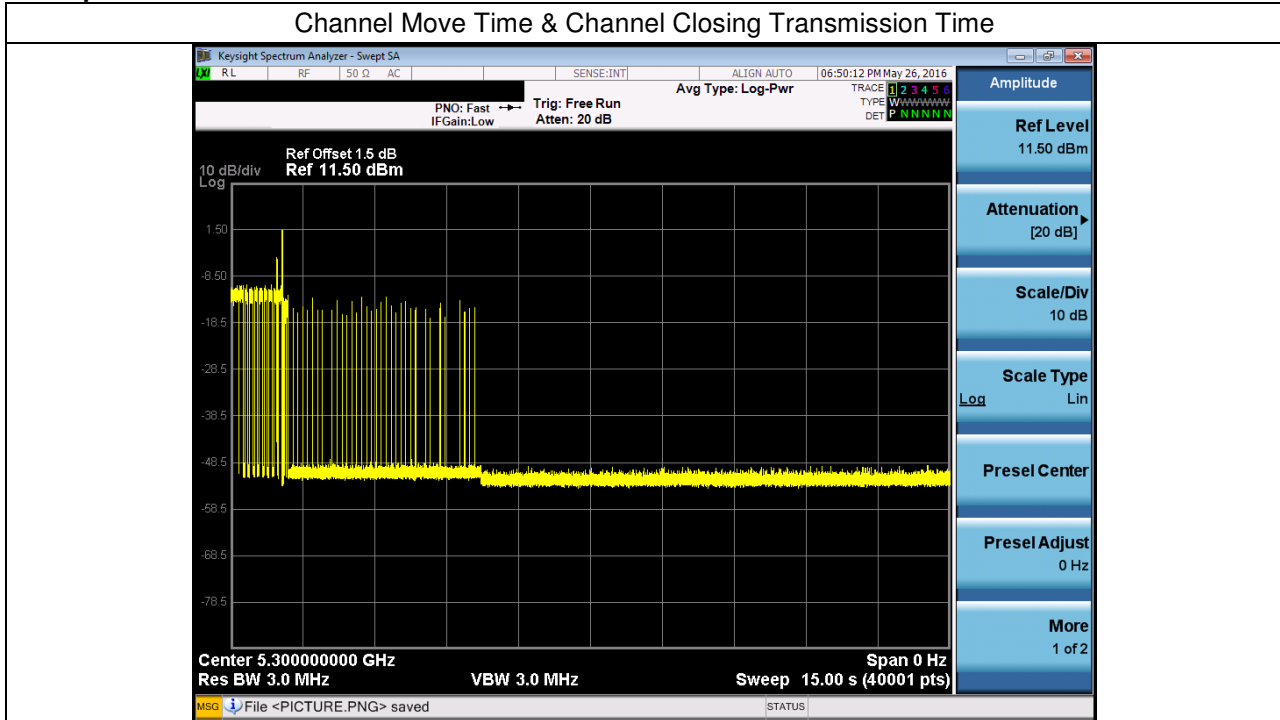 Channel Move Time & Channel Closing Transmission Time
Keysight Spectrum Analyzer - Swept SA
LXI RL RF 50 Ω AC SENSE:INT ALIGN AUTO 06:50:12 PM May 26, 2016
PNO: Fast Trig: Free Run Avg Type: Log-Pwr TRACE 1 2 3 4 5 6
IFGain:Low Atten: 20 dB TYPE WWWWWW
DET P N N N N N
Ref Offset 1.5 dB
10 dB/div Ref 11.50 dBm
Log
1.50
-8.50
-18.5
-28.5
-38.5
-48.5
-58.5
-68.5
-78.5
Center 5.300000000 GHz Span 0 Hz
Res BW 3.0 MHz VBW 3.0 MHz Sweep 15.00 s (40001 pts)
MSG File <PICTURE.PNG> saved STATUS
Amplitude
Ref Level
11.50 dBm
Attenuation
[20 dB]
Scale/Div
10 dB
Scale Type
Log Lin
Presel Center
Presel Adjust
0 Hz
More
1 of 2